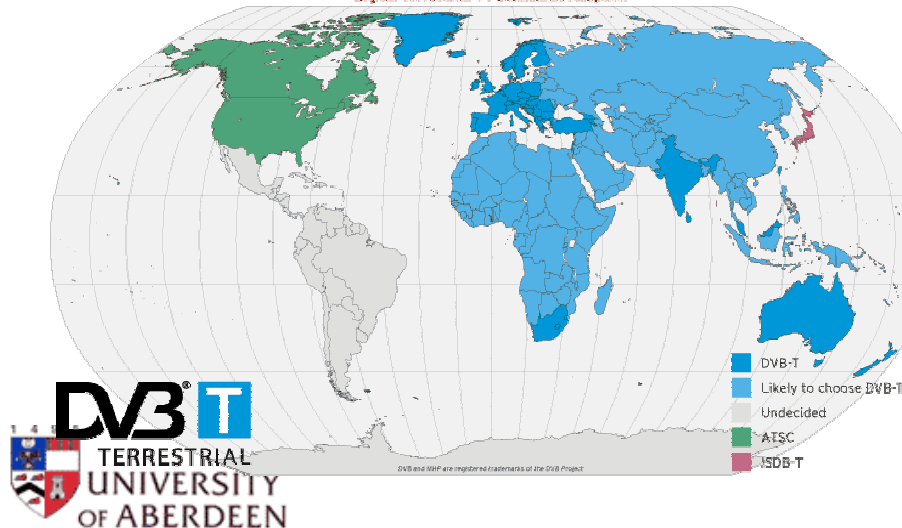 DVB-T
Likely to choose DVB-T
Undecided
ATSC
ISDB-T
DVB® T
TERRESTRIAL
DVB and MHP are registered trademarks of the DVB Project
UNIVERSITY
OF ABERDEEN